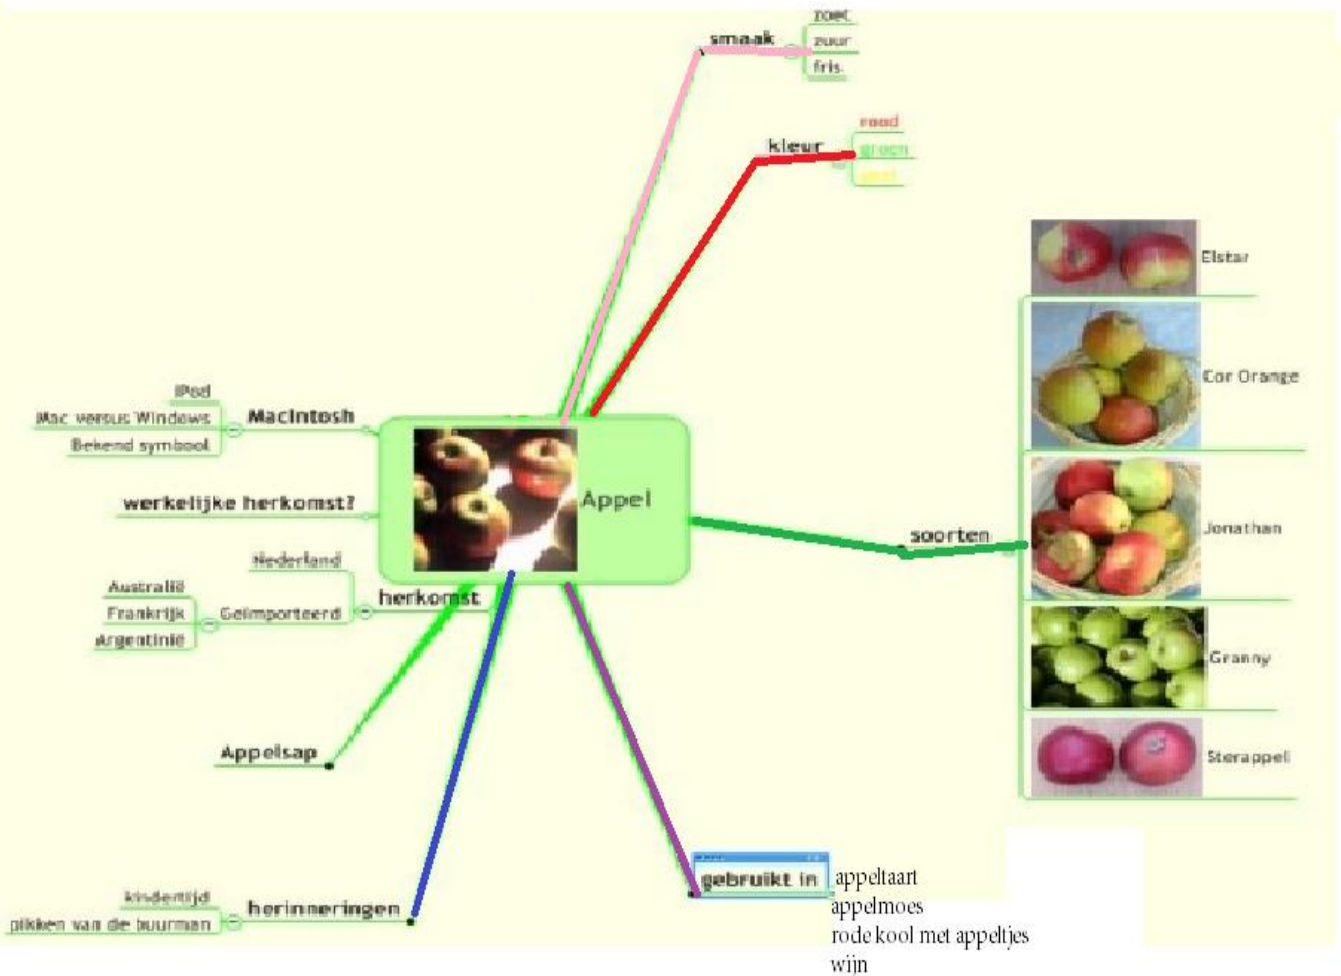 smaak
zoet
zuur
fris
kleur
rood
groen
geel
Elstar
Cor Orange
Jonathan
Granny
Sterappel
soorten
Appel
iPod
Mac versus Windows
Bekend symbool
MacIntosh
werkelijke herkomst?
Nederland
Geïmporteerd
Australië
Frankrijk
Argentinië
herkomst
Appelsap
kindertijd
pikken van de buurman
herinneringen
gebruikt in
appeltaart
appelmoes
rode kool met appeltjes
wijn